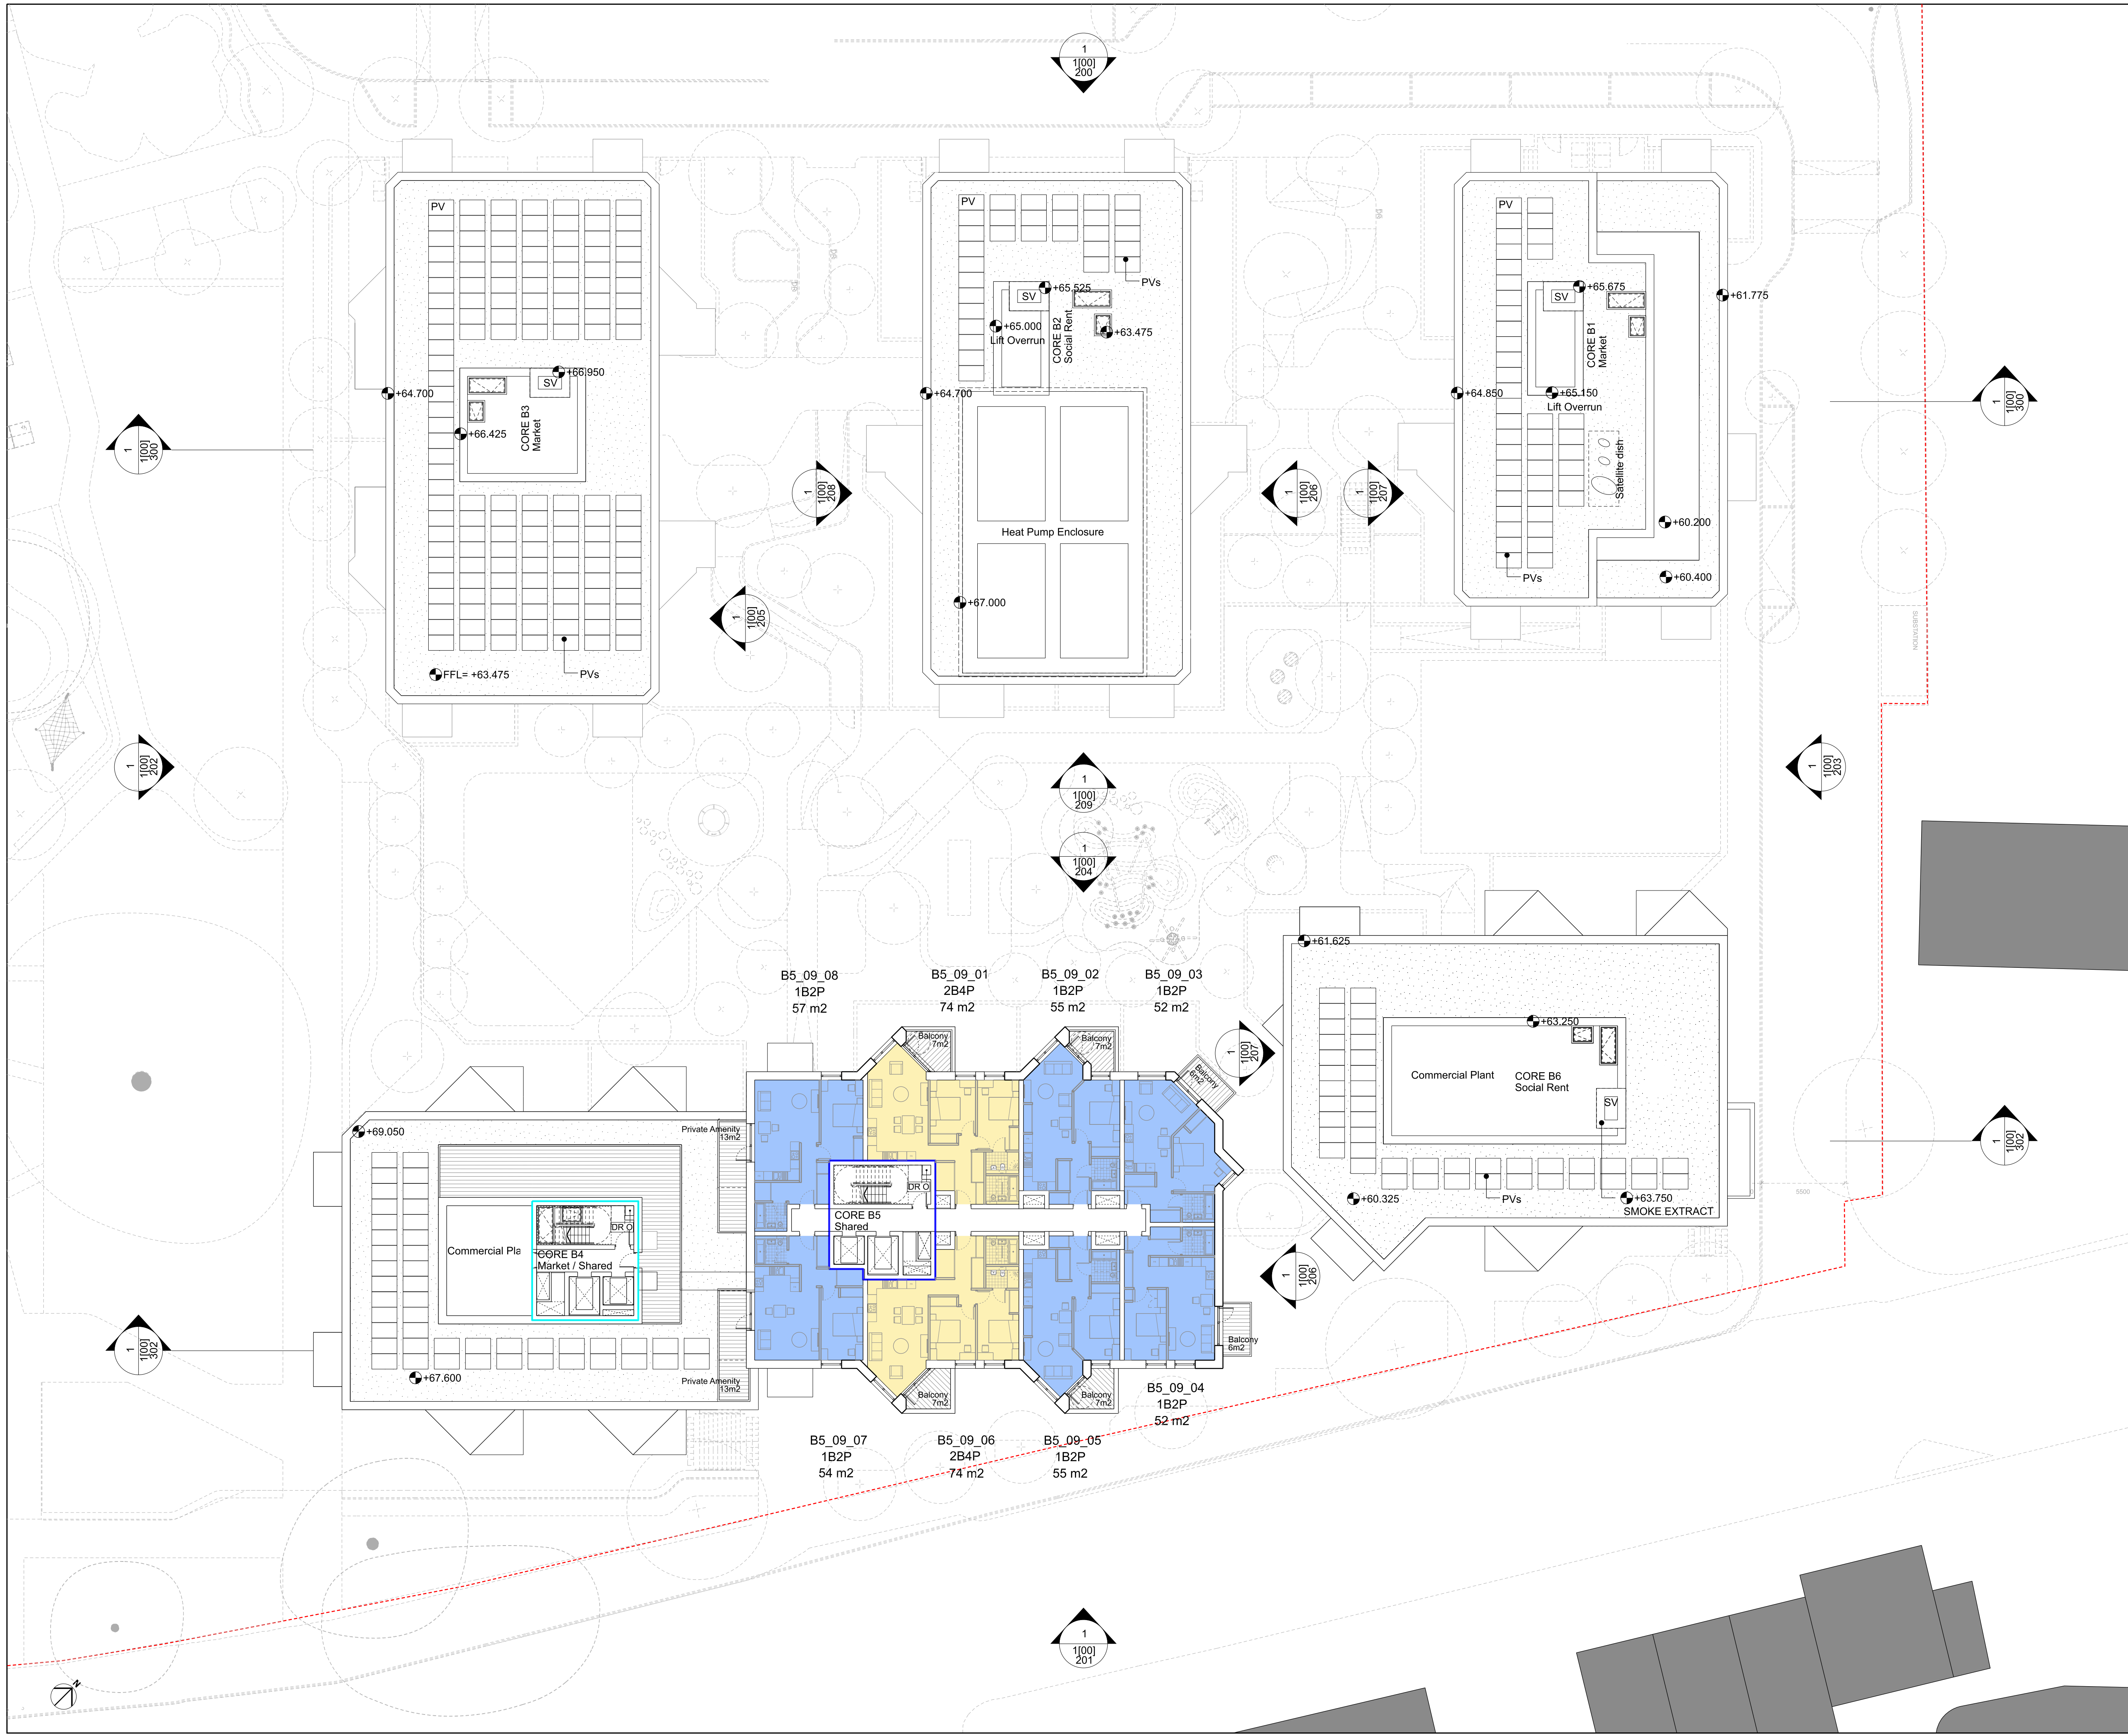 1
1[00]
200
PV
PV
PV
PVs
SV
+65.525
+65.000
Lift Overrun
CORE B2
Social Rent
+63.475
SV
+65.675
+61.775
CORE B1
Market
+66.950
SV
+64.700
CORE B3
Market
+66.425
+64.700
+64.850
+65.150
Lift Overrun
Satellite dish
1
1[00]
300
1
1[00]
300
1
1[00]
208
1
1[00]
206
1
1[00]
207
Heat Pump Enclosure
+60.200
+60.400
PVs
+67.000
1
1[00]
205
SUBSTATION
FFL= +63.475
PVs
1
1[00]
202
1
1[00]
209
1
1[00]
203
1
1[00]
204
+61.625
B5_09_08
1B2P
57 m2
B5_09_01
2B4P
74 m2
B5_09_02
1B2P
55 m2
B5_09_03
1B2P
52 m2
Balcony
7m2
Balcony
7m2
Balcony
6m2
1
1[00]
207
+63.250
Commercial Plant
CORE B6
Social Rent
SV
+69.050
Private Amenity
13m2
1
1[00]
302
DR O
CORE B5
Shared
+60.325
PVs
+63.750
SMOKE EXTRACT
5500
DR O
Commercial Pla
CORE B4
Market / Shared
1
1[00]
206
1
1[00]
302
Balcony
6m2
+67.600
Private Amenity
13m2
Balcony
7m2
Balcony
7m2
B5_09_04
1B2P
52 m2
B5_09_07
1B2P
54 m2
B5_09_06
2B4P
74 m2
B5_09_05
1B2P
55 m2
1
1[00]
201
N